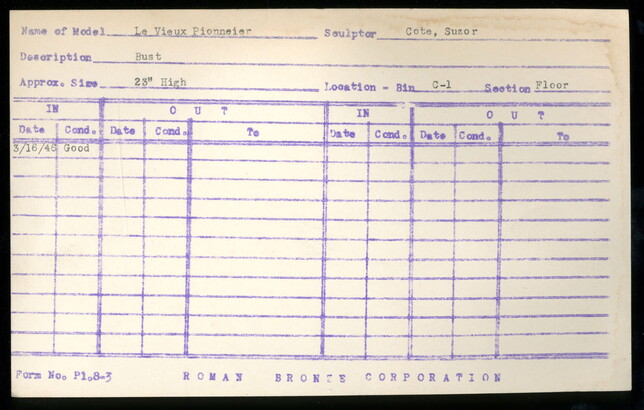 Name of Model Le Vieux Pionneier Sculptor Cote, Suzor
Description Bust
Approx. Size 23" High Location - Bin C-1 Section Floor
IN OUT IN OUT
Date Cond. Date Cond. To Date Cond. Date Cond. To
3/16/48 Good
Form No. P1.8-3 ROMAN BRONZE CORPORATION